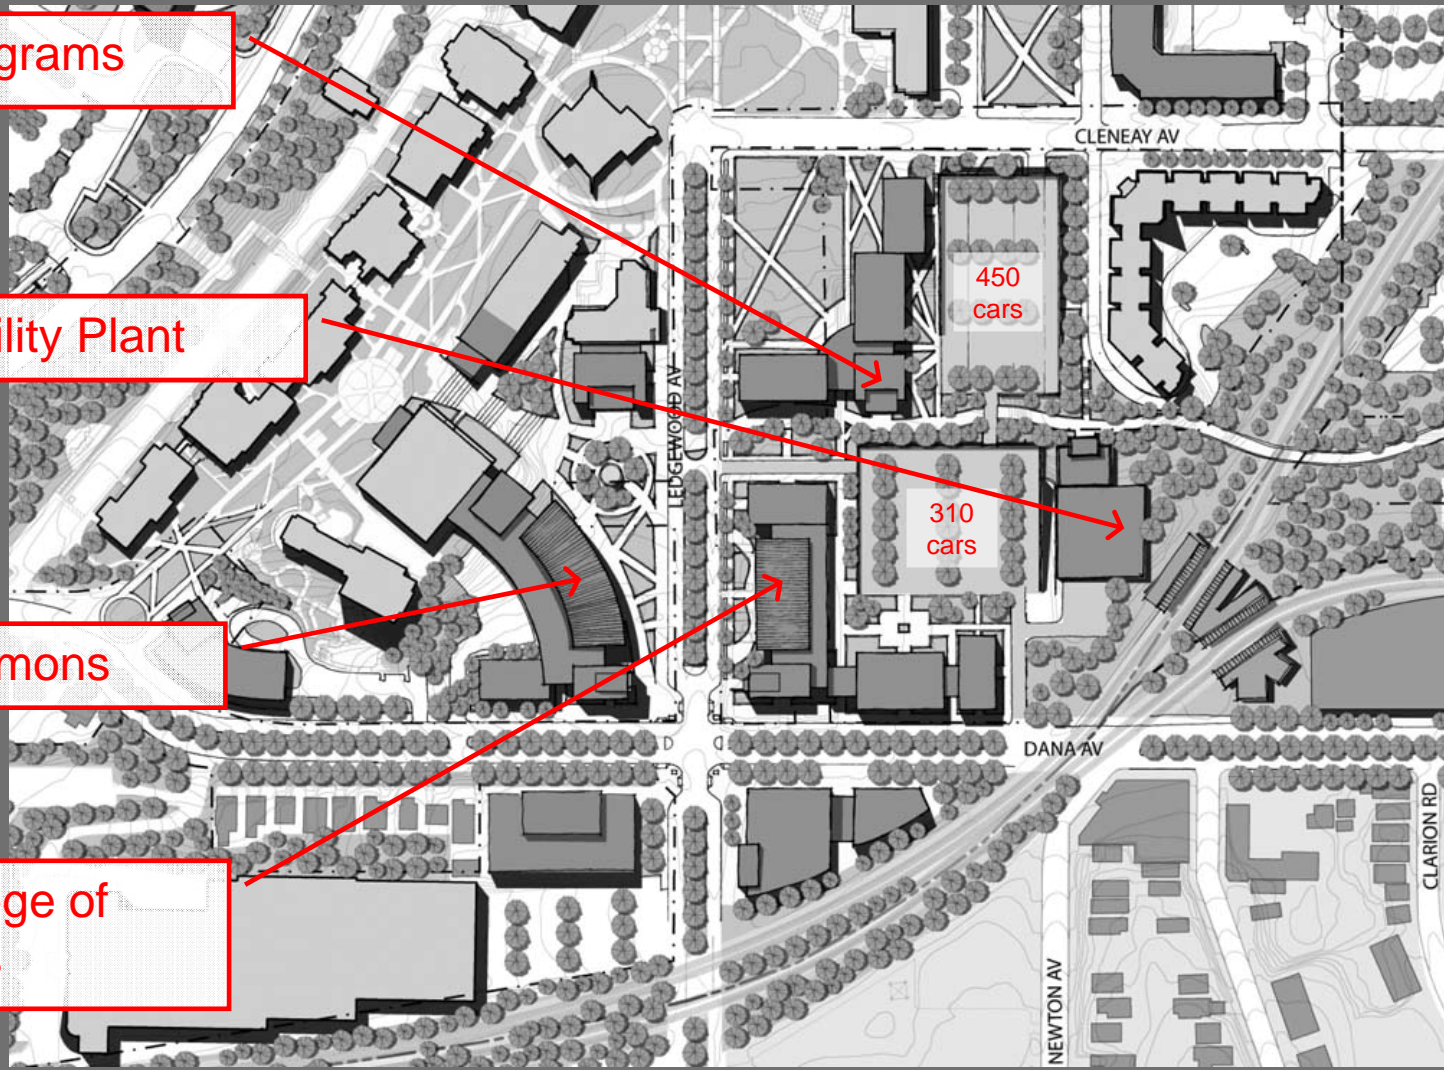 grams
CLENEAY AV
450
cars
ility Plant
LEDGEWOOD AV
310
cars
mons
DANA AV
CLARION RD
ge of
NEWTON AV